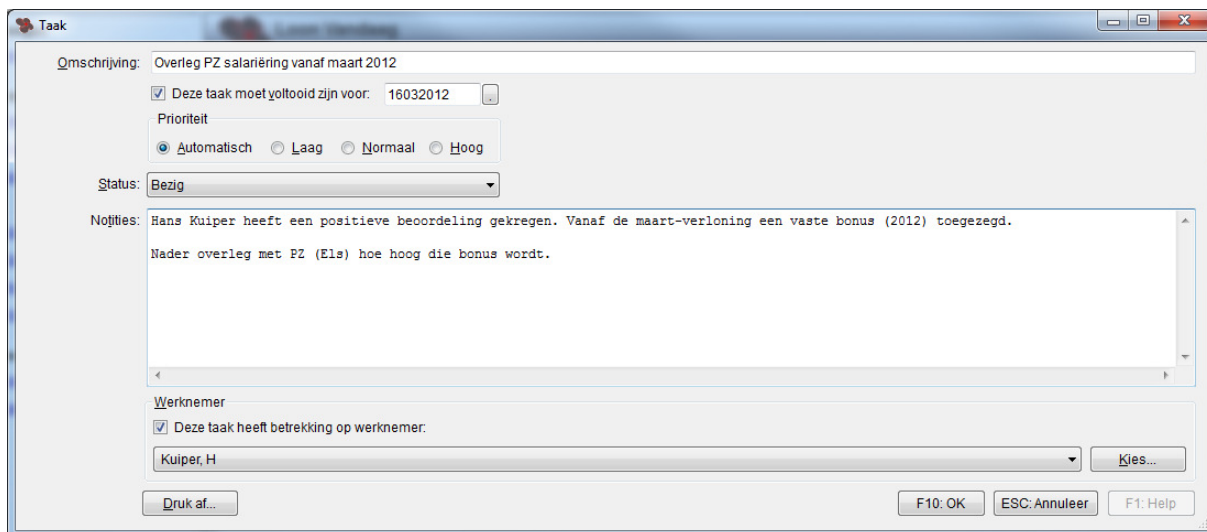 Taak
Loon Vandaag
Omschrijving: Overleg PZ salariëring vanaf maart 2012
Deze taak moet voltooid zijn voor: 16032012 .
Prioriteit
Automatisch Laag Normaal Hoog
Status: Bezig
Notities: Hans Kuiper heeft een positieve beoordeling gekregen. Vanaf de maart-verloning een vaste bonus (2012) toegezegd.
Nader overleg met PZ (Els) hoe hoog die bonus wordt.
Werknemer
Deze taak heeft betrekking op werknemer:
Kuiper, H Kies...
Druk af... F10: OK ESC: Annuleer F1: Help